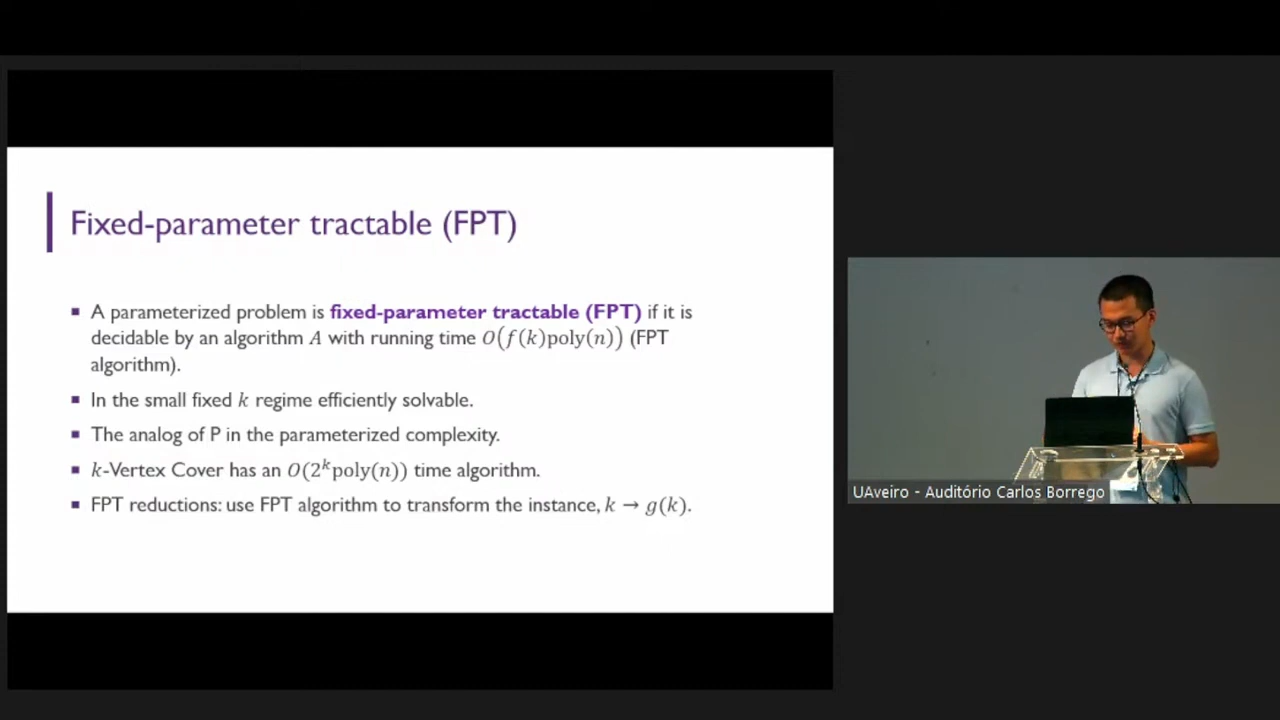 Fixed-parameter tractable (FPT)
▪ A parameterized problem is fixed-parameter tractable (FPT) if it is
decidable by an algorithm A with running time O(f(k)poly(n)) (FPT
algorithm).
▪ In the small fixed k regime efficiently solvable.
▪ The analog of P in the parameterized complexity.
▪ k-Vertex Cover has an O(2^k poly(n)) time algorithm.
▪ FPT reductions: use FPT algorithm to transform the instance, k → g(k).
UAveiro - Auditório Carlos Borrego